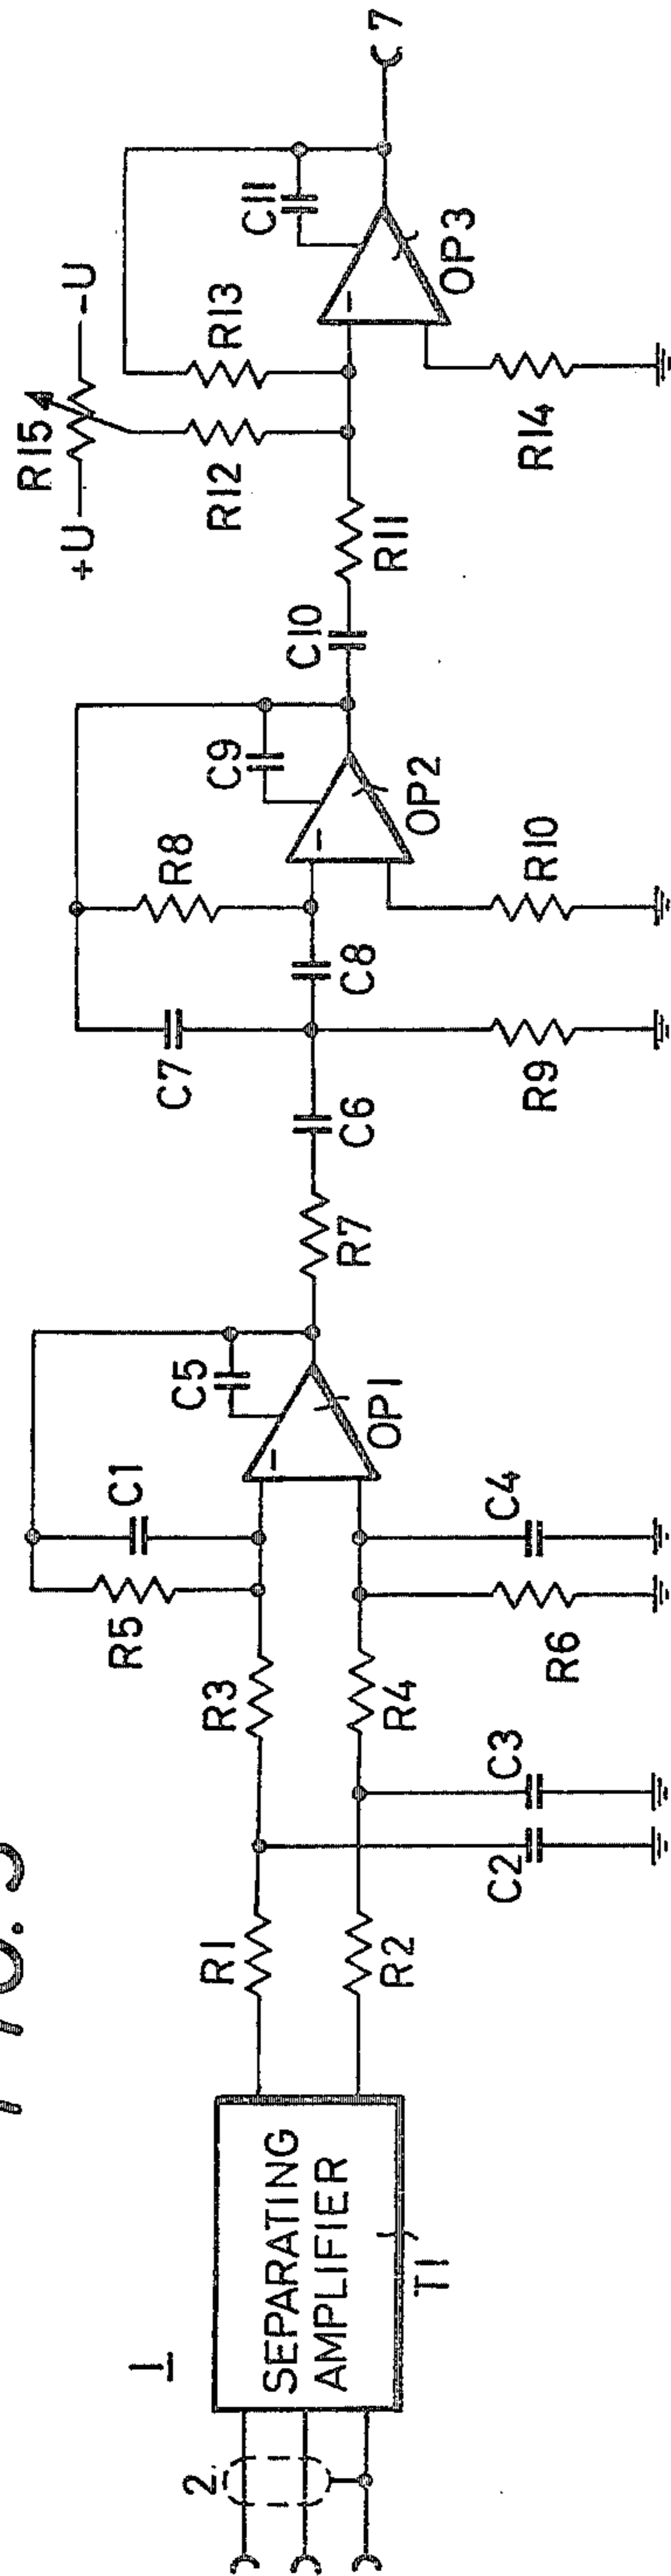 1
2
SEPARATING
AMPLIFIER
T1
R1
R2
C2
C3
R3
R4
R5
C1
R6
C4
C5
OP1
R7
C6
C7
R9
C8
R8
R10
C9
OP2
C10
R11
+U
R15
-U
R12
R13
R14
C11
OP3
7